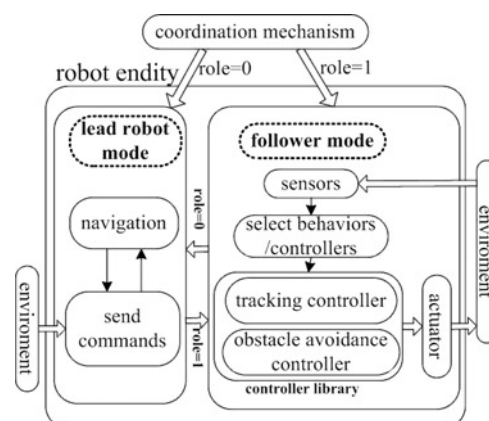 coordination mechanism
robot endity
role=0
role=1
lead robot
mode
follower mode
sensors
navigation
role=0
select behaviors
/controllers
enviroment
send
commands
role=1
tracking controller
obstacle avoidance
controller
controller library
actuator
enviroment